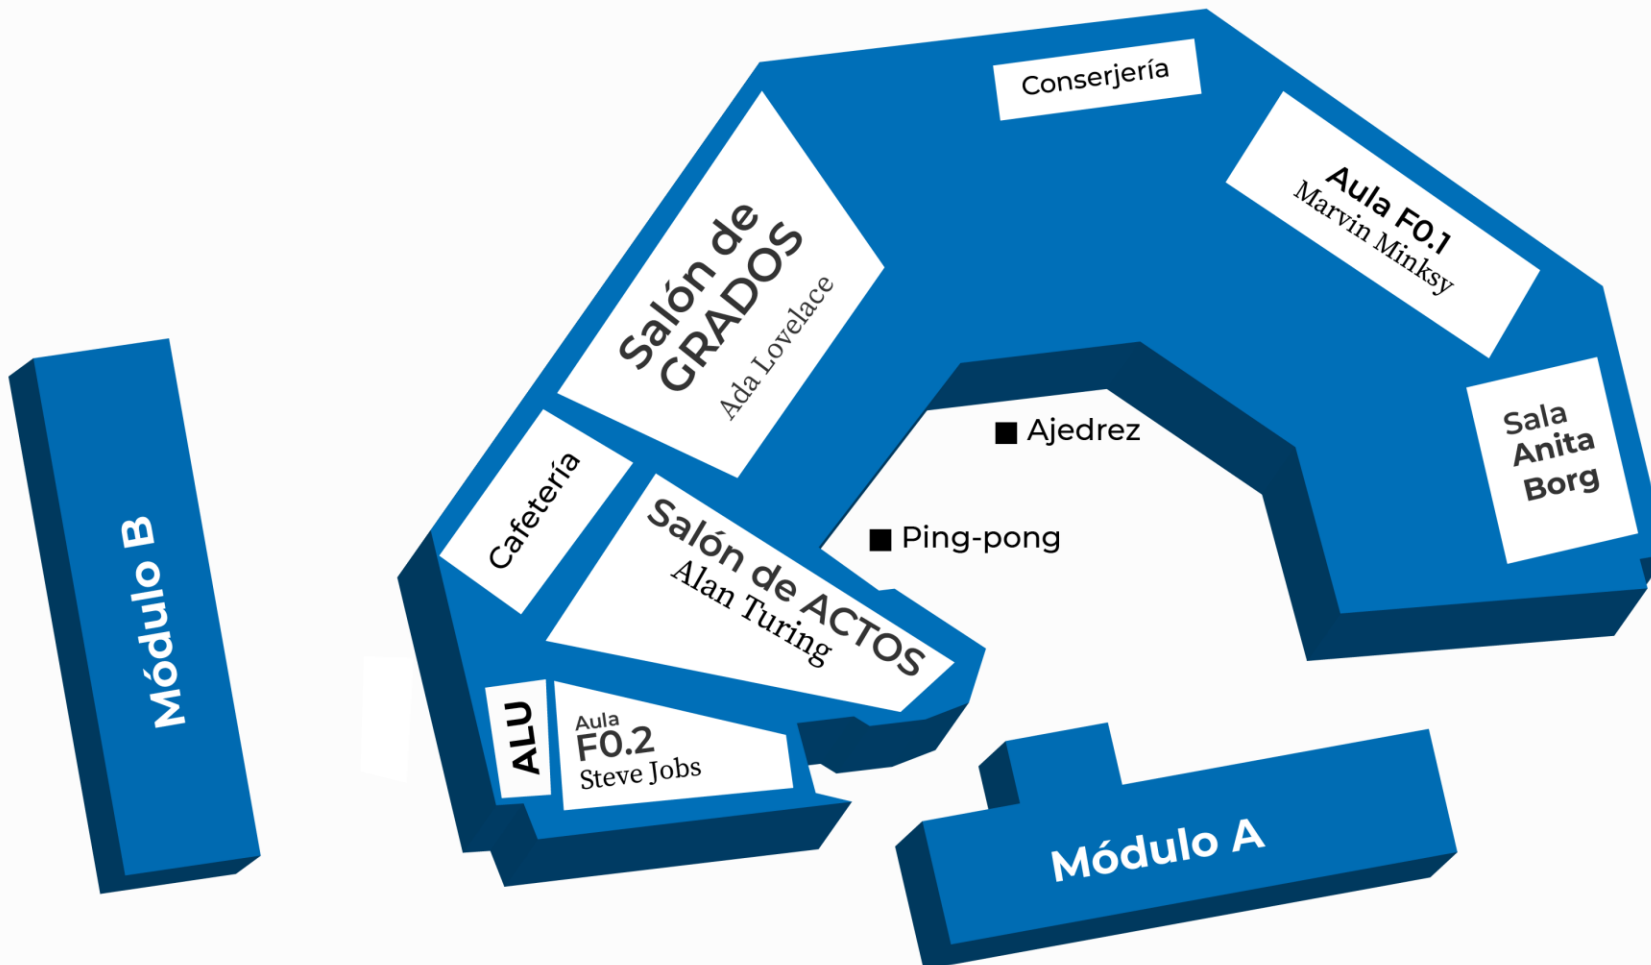 Conserjería
Aula F0.1
Marvin Minksy
Salón de
GRADOS
Ada Lovelace
Sala
Anita
Borg
Ajedrez
Cafetería
Ping-pong
Salón de ACTOS
Alan Turing
Módulo B
ALU
Aula
F0.2
Steve Jobs
Módulo A